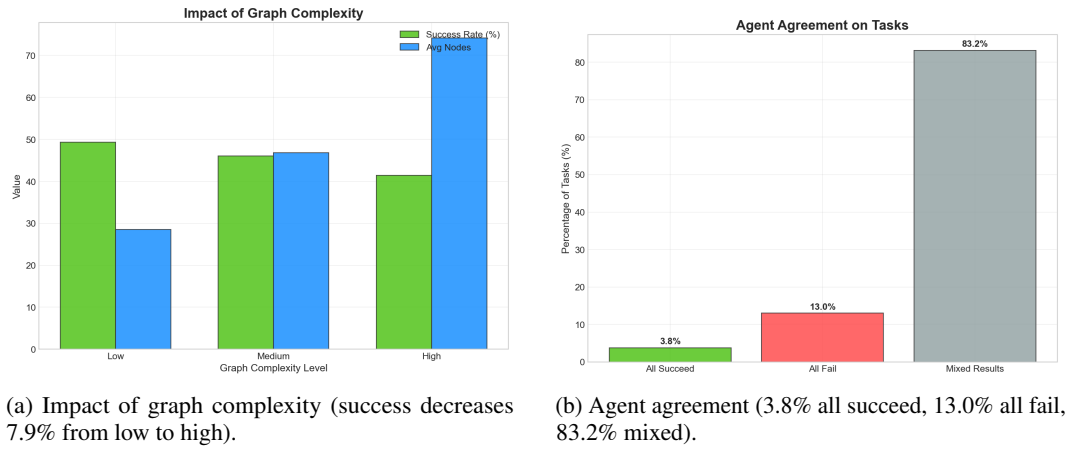 Impact of Graph Complexity
Success Rate (%)
Avg Nodes
70
60
50
40
30
20
10
0
Value
Low
Medium
High
Graph Complexity Level
(a) Impact of graph complexity (success decreases
7.9% from low to high).
Agent Agreement on Tasks
83.2%
80
70
60
50
40
30
20
10
0
Percentage of Tasks (%)
3.8%
13.0%
All Succeed
All Fail
Mixed Results
(b) Agent agreement (3.8% all succeed, 13.0% all fail,
83.2% mixed).